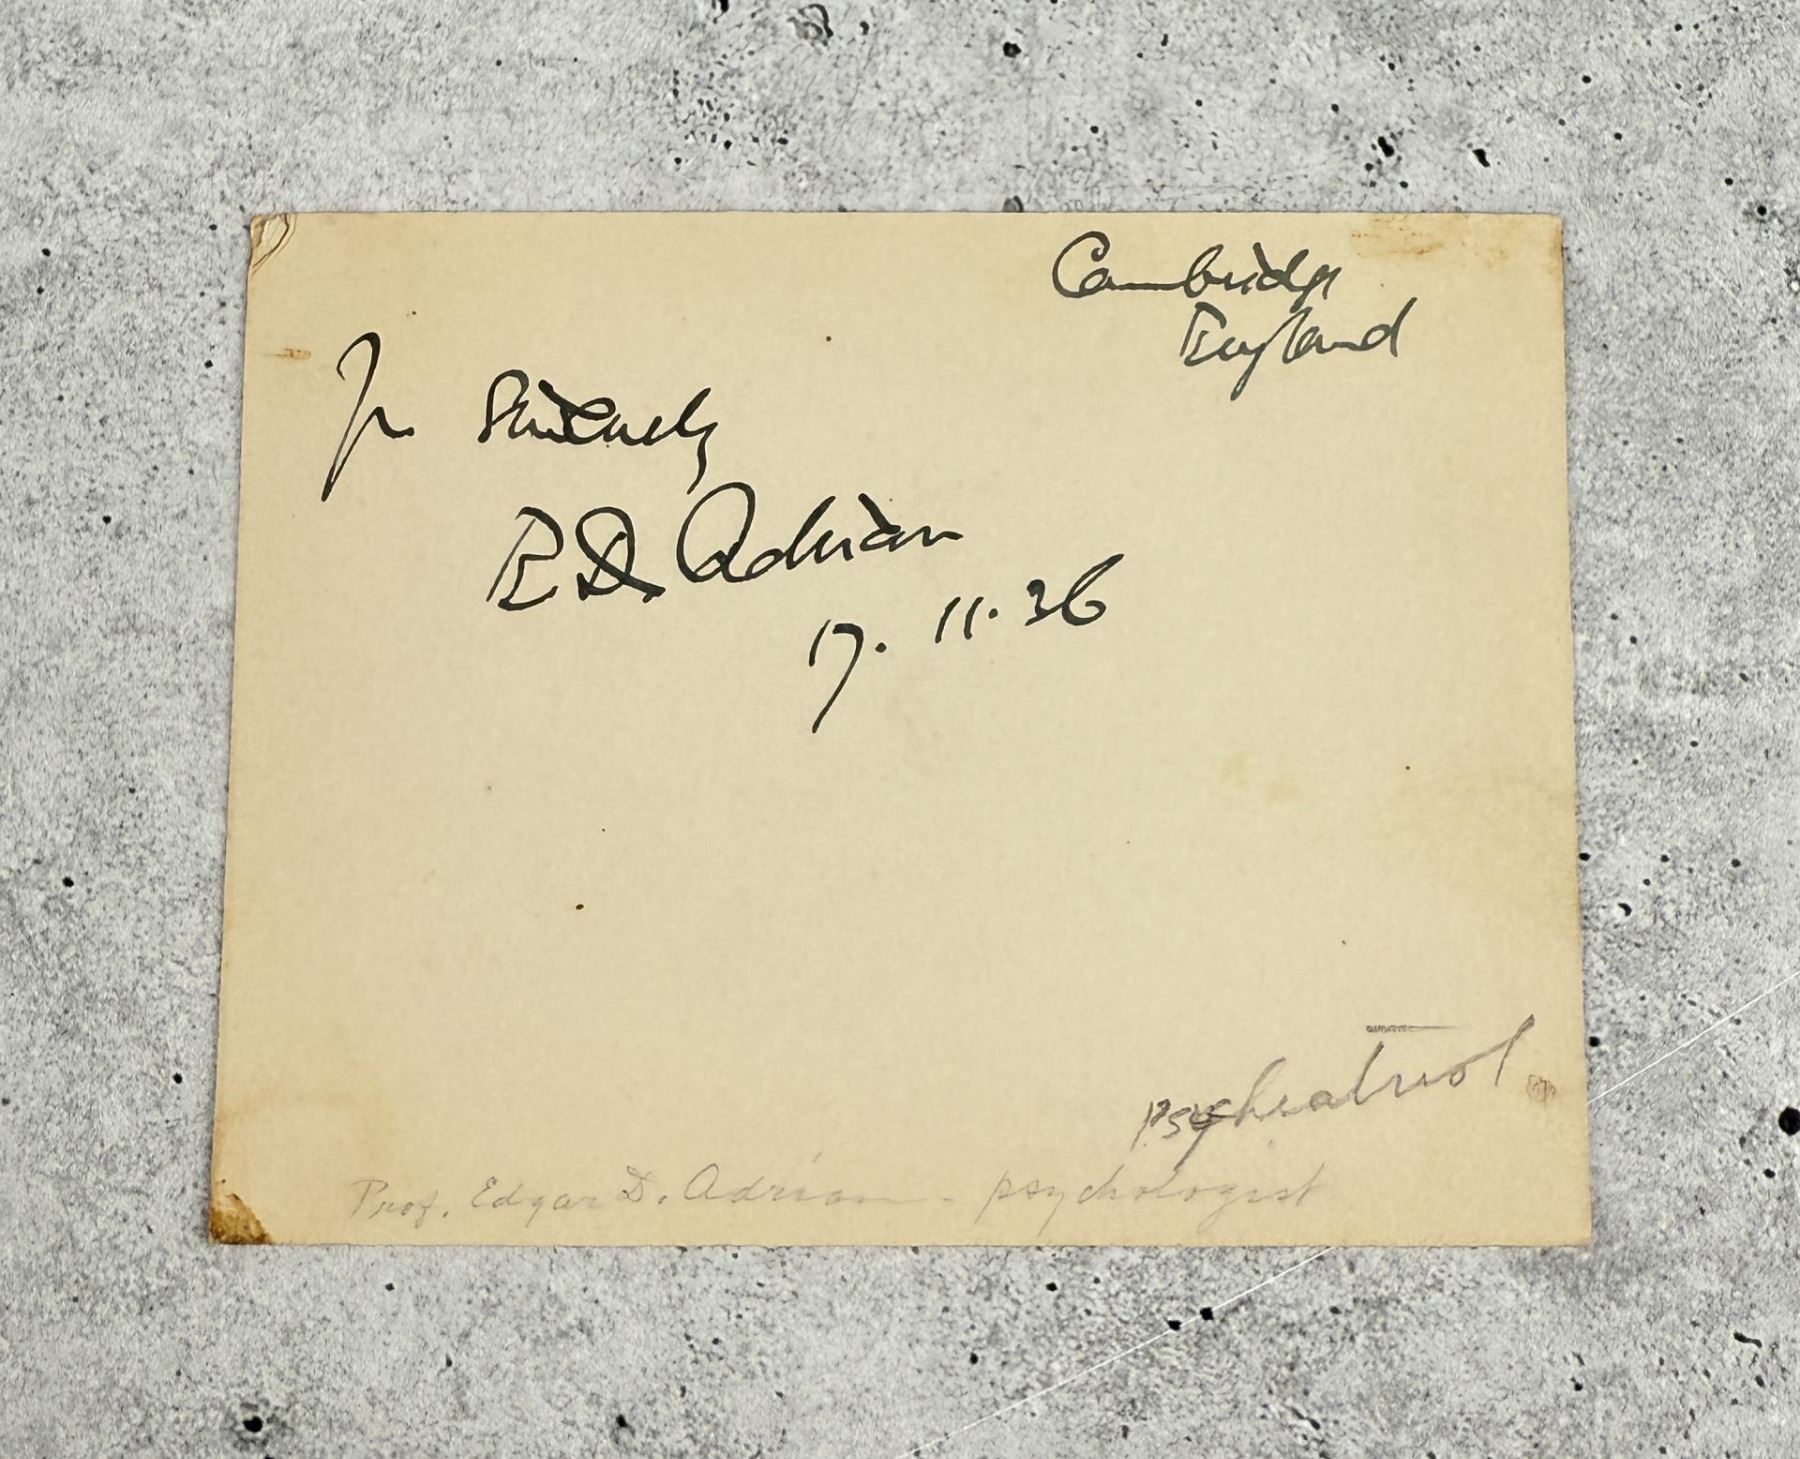 Cambridge
England
Yrs Sincerely
E D. Adrian
17. 11. 36
Psychiatrist
Prof. Edgar D. Adrian - psychologist